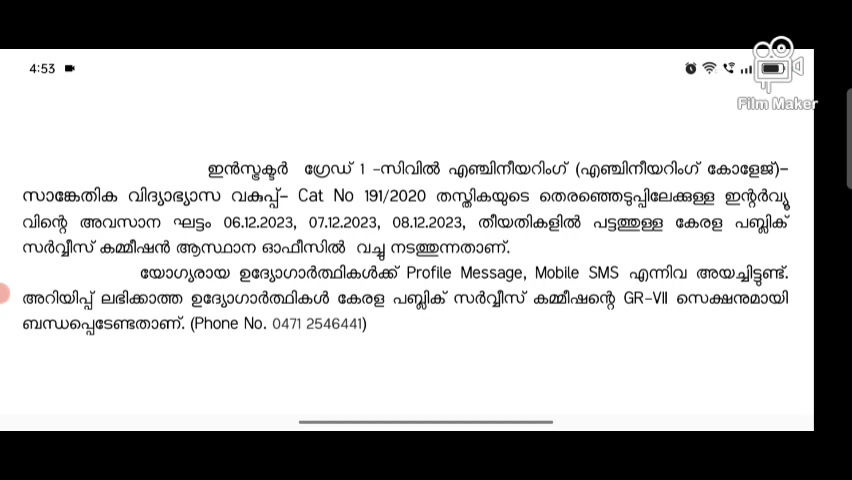 4:53
Film Maker
ഇൻസ്ട്രക്ടർ ഗ്രേഡ് 1 -സിവിൽ എഞ്ചിനീയറിംഗ് (എഞ്ചിനീയറിംഗ് കോളേജ്)-
സാങ്കേതിക വിദ്യാഭ്യാസ വകുപ്പ്- Cat No 191/2020 തസ്തികയുടെ തെരഞ്ഞെടുപ്പിലേക്കുള്ള ഇന്റർവ്യൂ
വിന്റെ അവസാന ഘട്ടം 06.12.2023, 07.12.2023, 08.12.2023, തീയതികളിൽ പട്ടത്തുള്ള കേരള പബ്ലിക്
സർവ്വീസ് കമ്മീഷൻ ആസ്ഥാന ഓഫീസിൽ വച്ചു നടത്തുന്നതാണ്.
യോഗ്യരായ ഉദ്യോഗാർത്ഥികൾക്ക് Profile Message, Mobile SMS എന്നിവ അയച്ചിട്ടുണ്ട്.
അറിയിപ്പ് ലഭിക്കാത്ത ഉദ്യോഗാർത്ഥികൾ കേരള പബ്ലിക് സർവ്വീസ് കമ്മീഷന്റെ GR-VII സെക്ഷനുമായി
ബന്ധപ്പെടേണ്ടതാണ്. (Phone No. 0471 2546441)